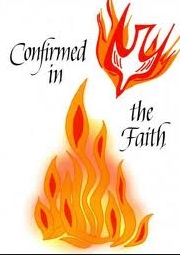 Confirmed
in
the
Faith